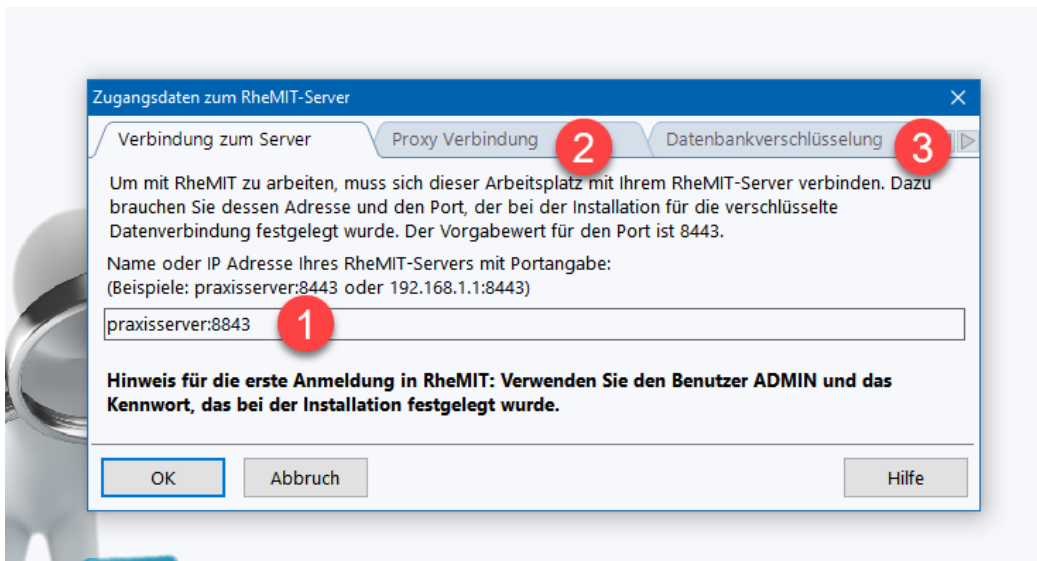 Zugangsdaten zum RheMIT-Server
Verbindung zum Server Proxy Verbindung 2 Datenbankverschlüsselung 3
Um mit RheMIT zu arbeiten, muss sich dieser Arbeitsplatz mit Ihrem RheMIT-Server verbinden. Dazu
brauchen Sie dessen Adresse und den Port, der bei der Installation für die verschlüsselte
Datenverbindung festgelegt wurde. Der Vorgabewert für den Port ist 8443.
Name oder IP Adresse Ihres RheMIT-Servers mit Portangabe:
(Beispiele: praxisserver:8443 oder 192.168.1.1:8443)
praxisserver:8843 1
Hinweis für die erste Anmeldung in RheMIT: Verwenden Sie den Benutzer ADMIN und das
Kennwort, das bei der Installation festgelegt wurde.
OK Abbruch Hilfe